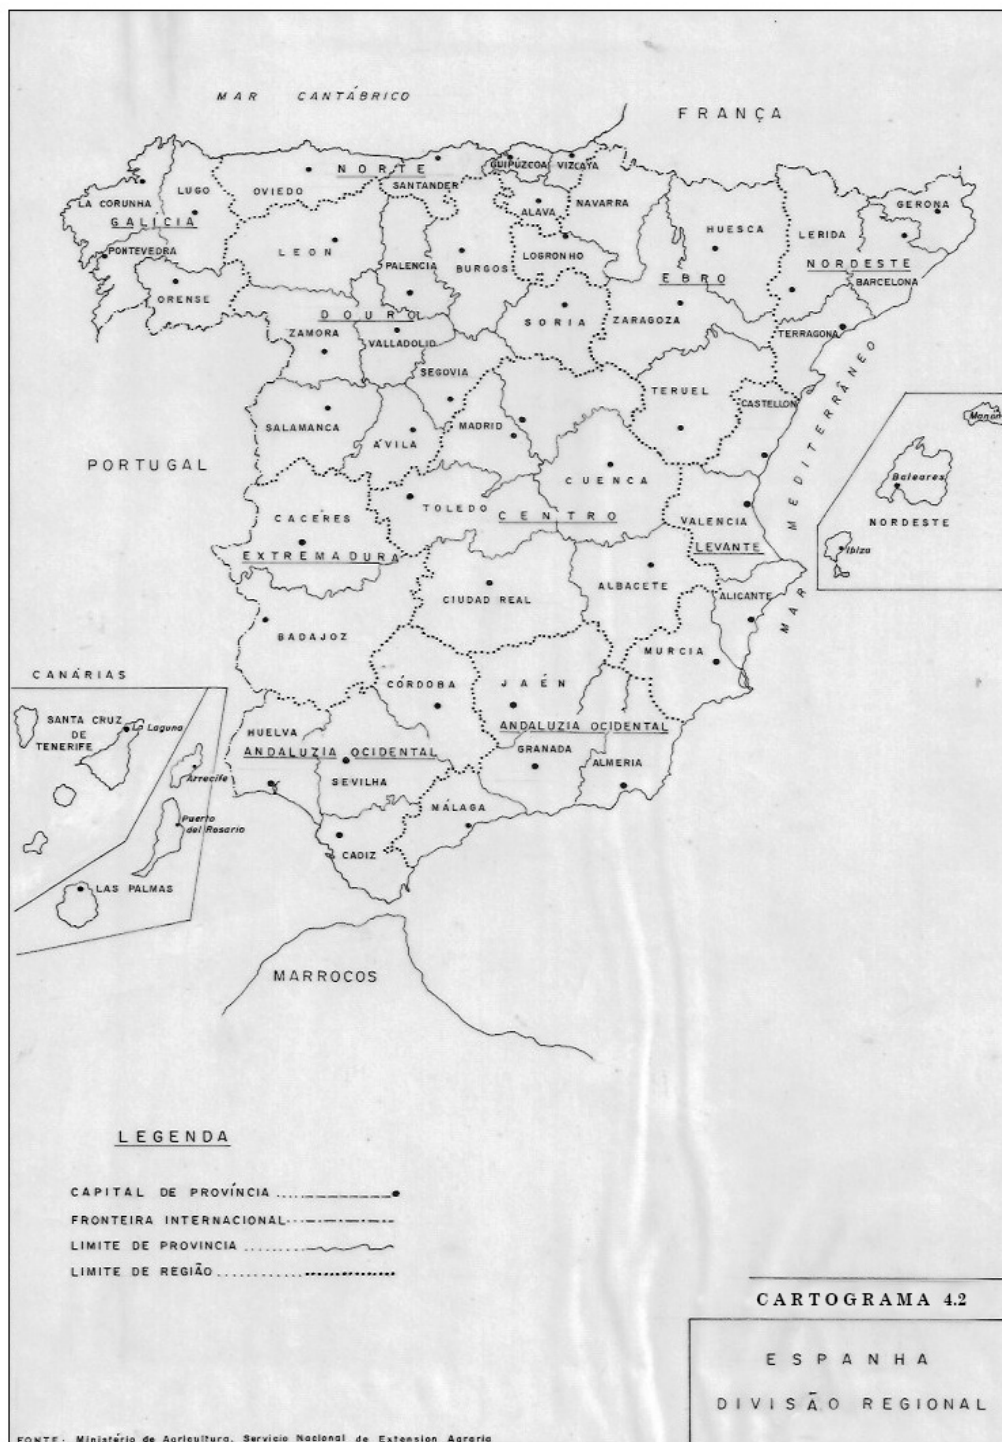 MAR CANTÁBRICO
FRANÇA
NORTE
GUIPÚZCOA
VIZCAYA
LUGO
OVIEDO
SANTANDER
LA CORUNHA
GALICIA
ALAVA
NAVARRA
GERONA
HUESCA
LERIDA
PONTEVEDRA
LEON
PALENCIA
BURGOS
LOGRONHO
NORDESTE
EBRO
BARCELONA
ORENSE
DOURO
SORIA
ZARAGOZA
ZAMORA
VALLADOLID
TERRAGONA
SEGOVIA
TERUEL
CASTELLON
SALAMANCA
ÁVILA
MADRID
MAR MEDITERRÂNEO
PORTUGAL
CUENCA
Baleares
CACERES
TOLEDO
CENTRO
VALENCIA
NORDESTE
EXTREMADURA
LEVANTE
Ibiza
ALBACETE
CIUDAD REAL
ALICANTE
BADAJOZ
MURCIA
CANÁRIAS
CÓRDOBA
JAÉN
SANTA CRUZ
DE
TENERIFE
La Laguna
HUELVA
ANDALUZIA OCIDENTAL
ANDALUZIA OCIDENTAL
GRANADA
ALMERIA
Arrecife
SEVILHA
MÁLAGA
Puerto
del Rosario
CADIZ
LAS PALMAS
MARROCOS
LEGENDA
CAPITAL DE PROVÍNCIA
FRONTEIRA INTERNACIONAL
LIMITE DE PROVINCIA
LIMITE DE REGIÃO
CARTOGRAMA 4.2
ESPANHA
DIVISÃO REGIONAL
FONTE: Ministério de Agricultura, Servicio Nacional de Extension Agraria